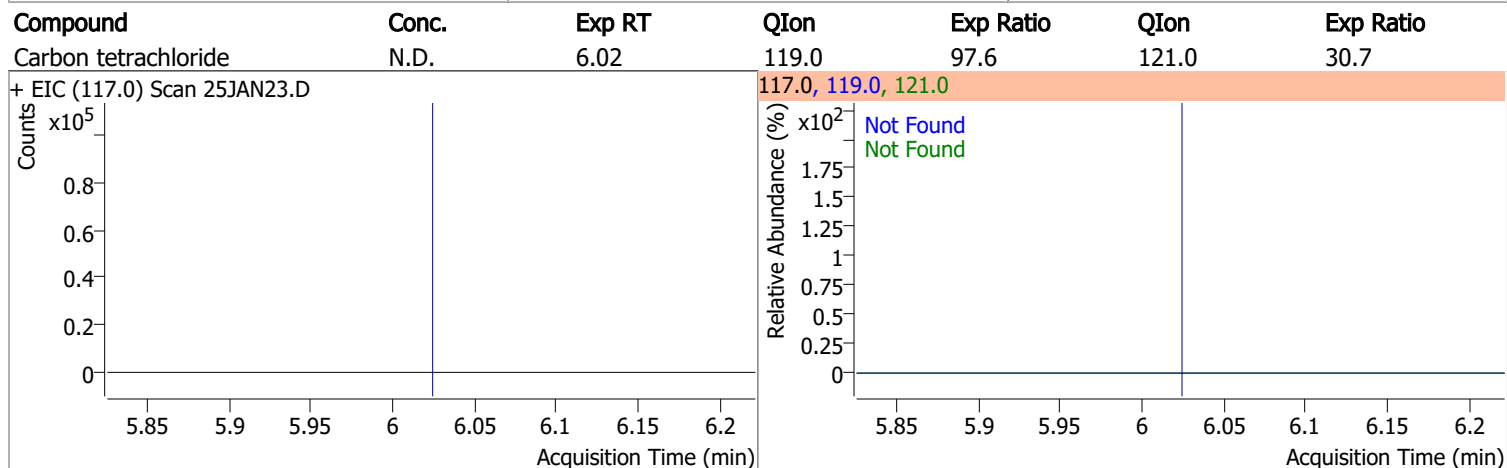 Compound Conc. Exp RT QIon Exp Ratio QIon Exp Ratio
Carbon tetrachloride N.D. 6.02 119.0 97.6 121.0 30.7
+ EIC (117.0) Scan 25JAN23.D
Counts
x10⁵
0.8
0.6
0.4
0.2
0
5.85 5.9 5.95 6 6.05 6.1 6.15 6.2
Acquisition Time (min)
117.0, 119.0, 121.0
Relative Abundance (%)
x10²
Not Found
Not Found
1.75
1.5
1.25
1
0.75
0.5
0.25
0
5.85 5.9 5.95 6 6.05 6.1 6.15 6.2
Acquisition Time (min)